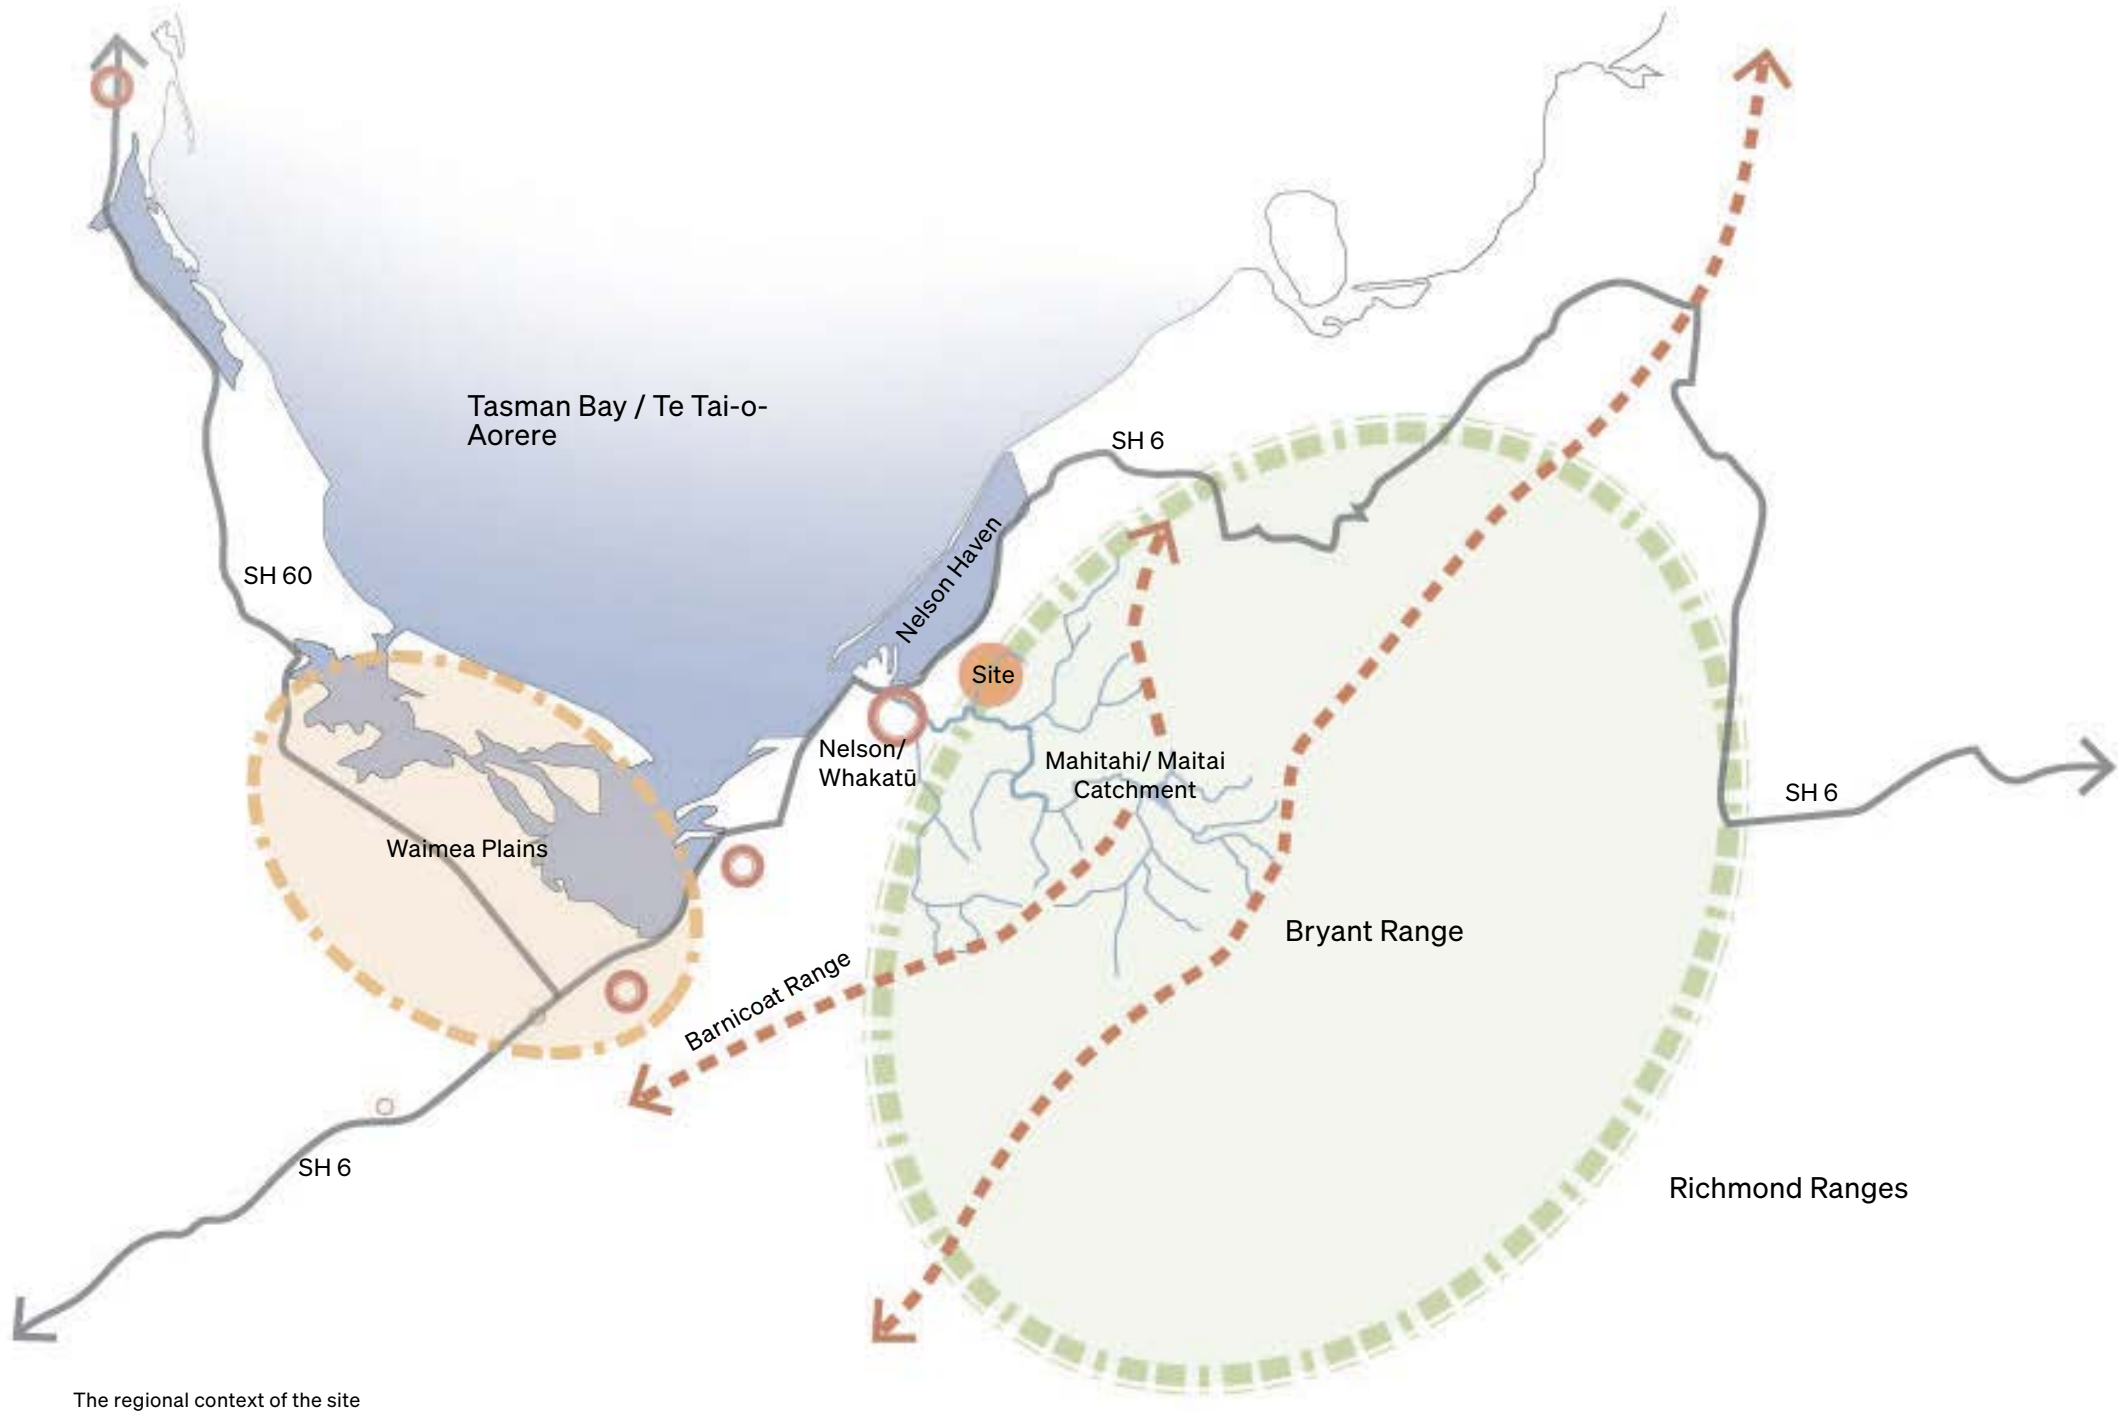 Tasman Bay / Te Tai-o-
Aorere
SH 6
Nelson Haven
SH 60
Site
Nelson/
Whakatū
Mahitahi/ Maitai
Catchment
SH 6
Waimea Plains
Bryant Range
Barnicoat Range
SH 6
Richmond Ranges
The regional context of the site